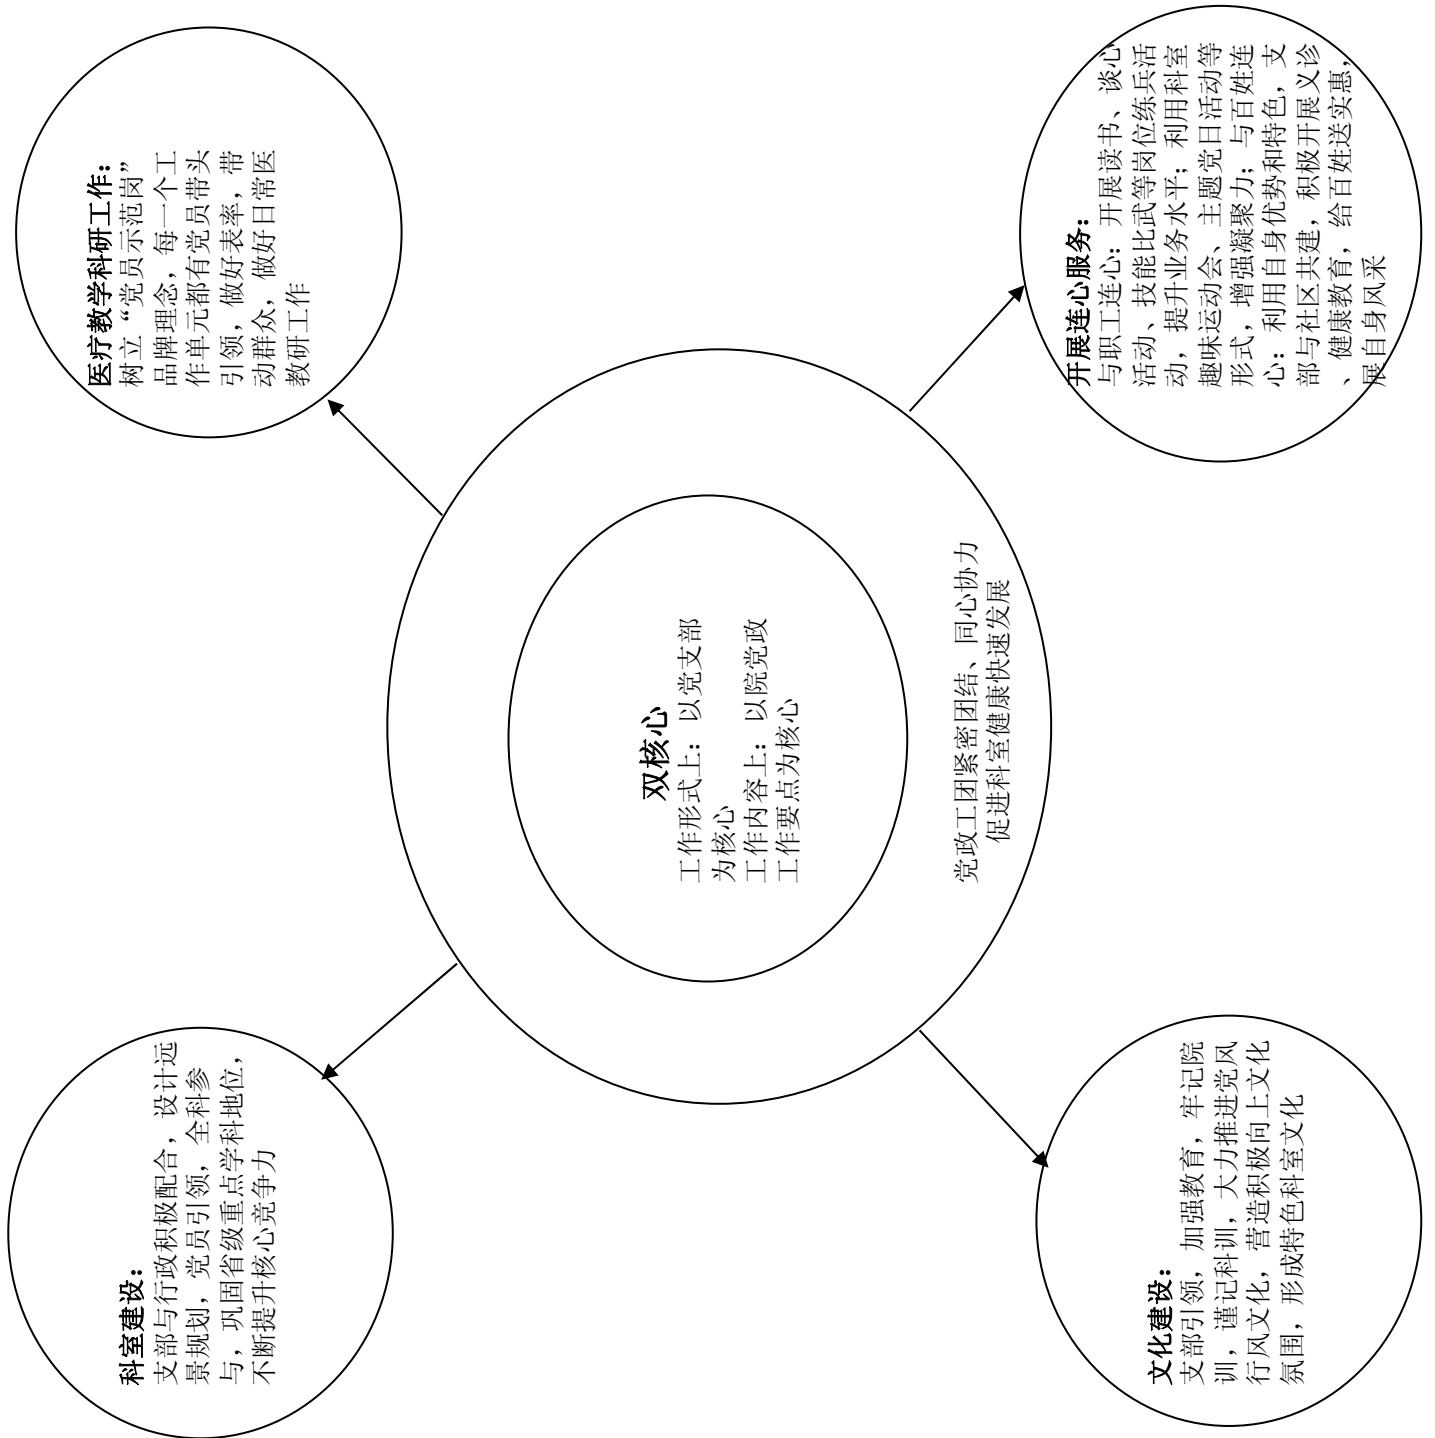 科室建设：
支部与行政积极配合，设计远
景规划，党员引领，全科参
与，巩固省级重点学科地位，
不断提升核心竞争力
医疗教学科研工作：
树立“党员示范岗”
品牌理念，每一个工
作单元都有党员带头
引领，做好表率，带
动群众，做好日常医
教研工作
双核心
工作形式上：以党支部
为核心
工作内容上：以院党政
工作要点为核心
党政工团紧密团结、同心协力
促进科室健康快速发展
文化建设：
支部引领，加强教育，牢记院
训，谨记科训，大力推进党风
行风文化，营造积极向上文化
氛围，形成特色科室文化
开展连心服务：
与职工连心：开展读书、谈心
活动、技能比武等岗位练兵活
动，提升业务水平；利用科室
趣味运动会、主题党日活动等
形式，增强凝聚力；与百姓连
心：利用自身优势和特色，支
部与社区共建，积极开展义诊
、健康教育，给百姓送实惠，
展自身风采